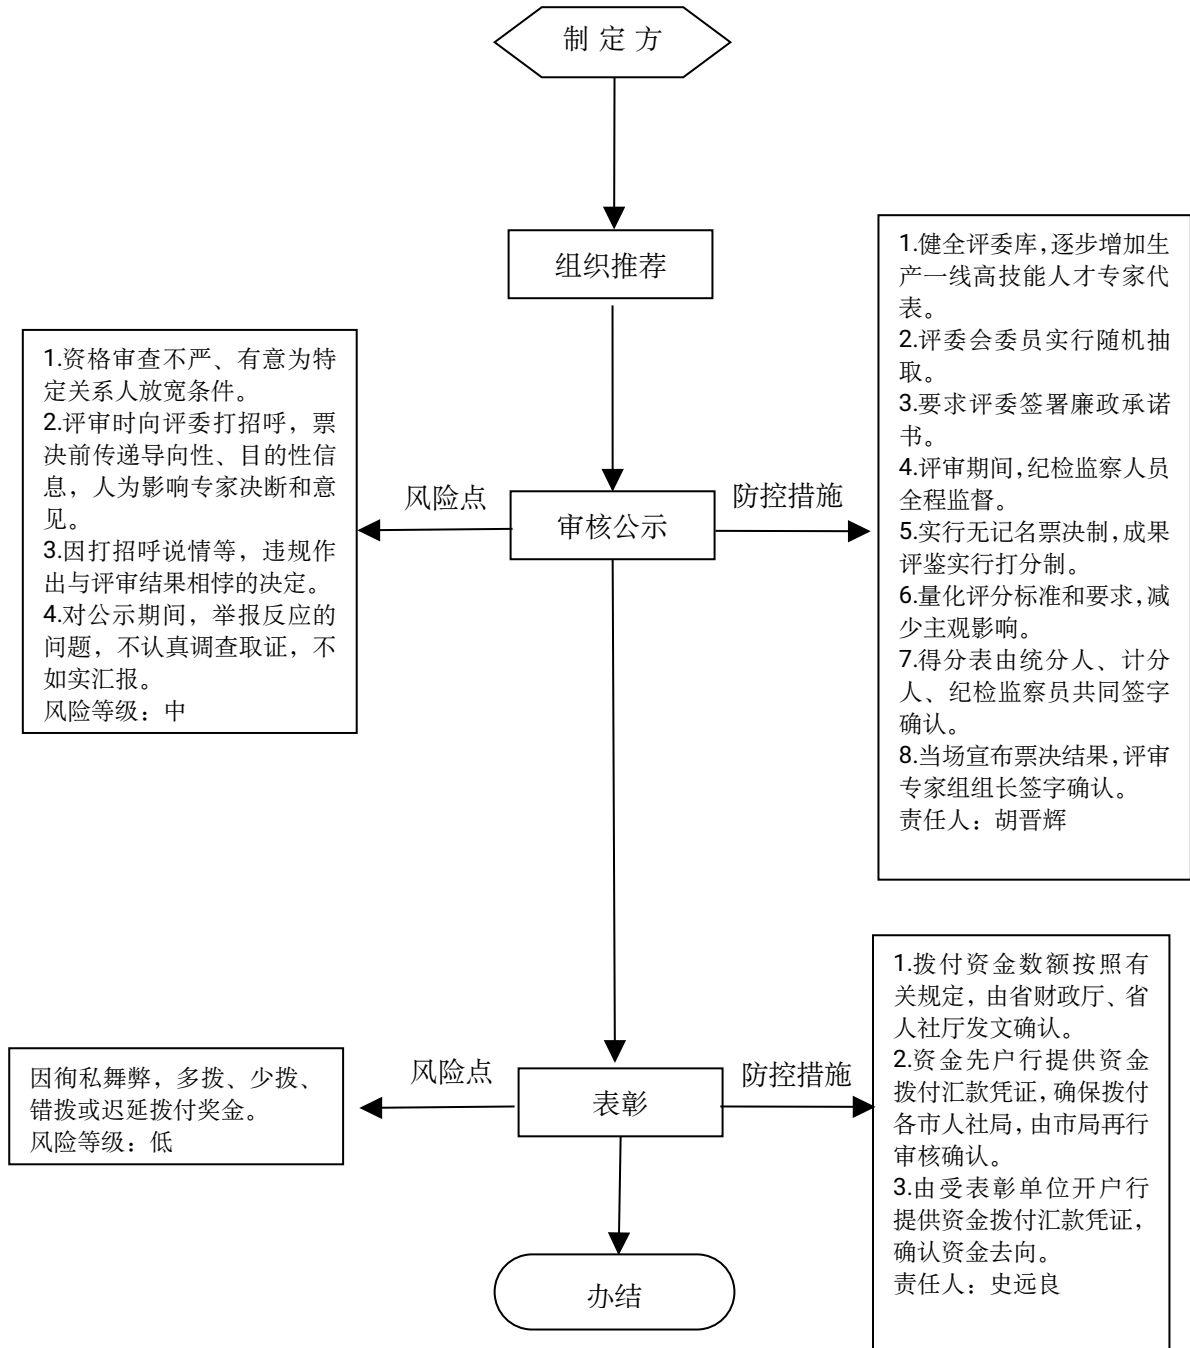 制 定 方
组织推荐
1.资格审查不严、有意为特
定关系人放宽条件。
2.评审时向评委打招呼，票
决前传递导向性、目的性信
息，人为影响专家决断和意
见。
3.因打招呼说情等，违规作
出与评审结果相悖的决定。
4.对公示期间，举报反应的
问题，不认真调查取证，不
如实汇报。
风险等级：中
风险点
审核公示
防控措施
1.健全评委库，逐步增加生
产一线高技能人才专家代
表。
2.评委会委员实行随机抽
取。
3.要求评委签署廉政承诺
书。
4.评审期间，纪检监察人员
全程监督。
5.实行无记名票决制，成果
评鉴实行打分制。
6.量化评分标准和要求，减
少主观影响。
7.得分表由统分人、计分
人、纪检监察员共同签字
确认。
8.当场宣布票决结果，评审
专家组组长签字确认。
责任人：胡晋辉
因徇私舞弊，多拨、少拨、
错拨或迟延拨付奖金。
风险等级：低
风险点
表彰
防控措施
1.拨付资金数额按照有
关规定，由省财政厅、省
人社厅发文确认。
2.资金先户行提供资金
拨付汇款凭证，确保拨付
各市人社局，由市局再行
审核确认。
3.由受表彰单位开户行
提供资金拨付汇款凭证，
确认资金去向。
责任人：史远良
办结